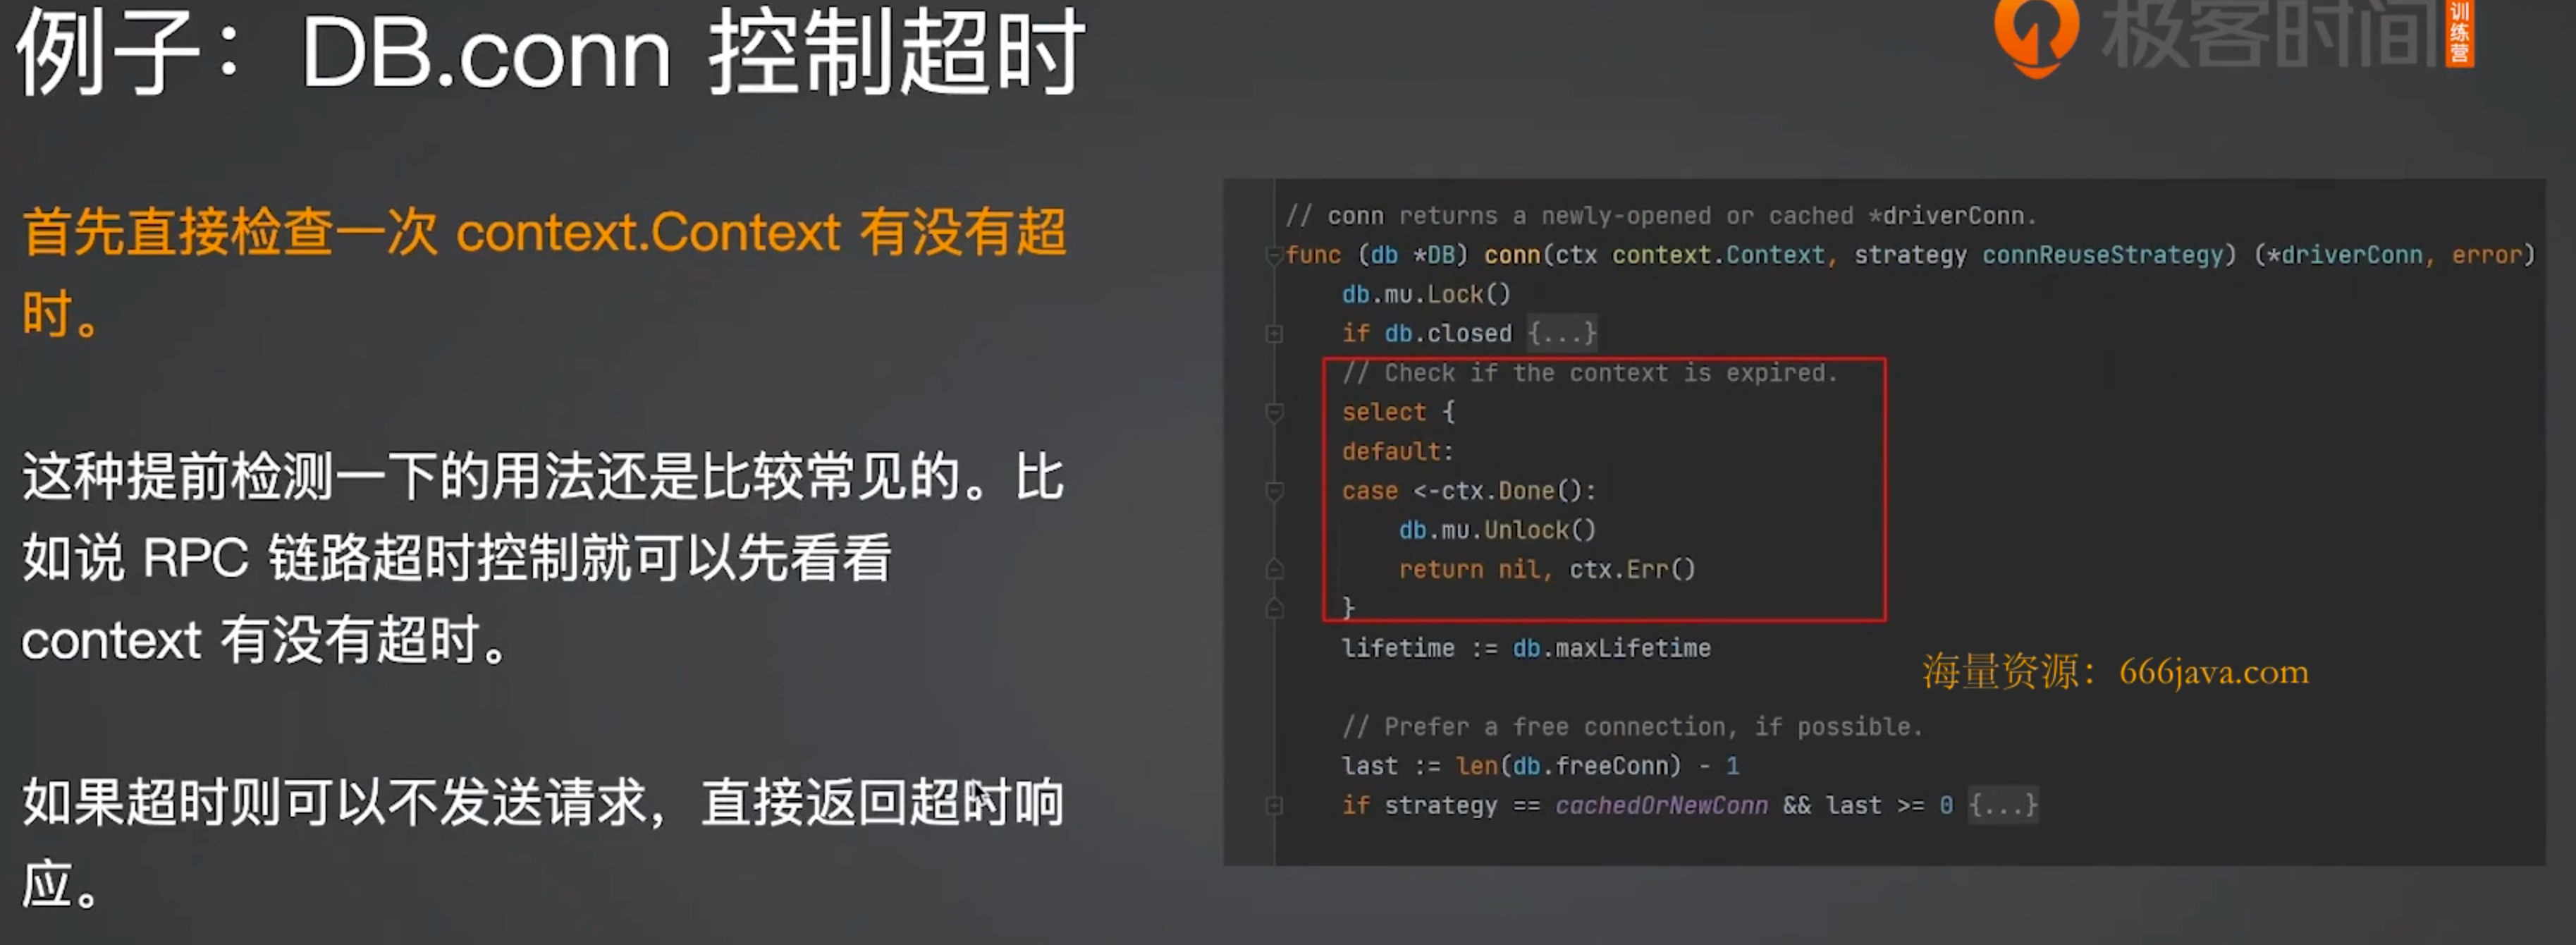 例子：DB.conn 控制超时
极客时间
训练营
首先直接检查一次 context.Context 有没有超
时。
这种提前检测一下的用法还是比较常见的。比
如说 RPC 链路超时控制就可以先看看
context 有没有超时。
如果超时则可以不发送请求，直接返回超时响
应。
// conn returns a newly-opened or cached *driverConn.
func (db *DB) conn(ctx context.Context, strategy connReuseStrategy) (*driverConn, error)
db.mu.Lock()
if db.closed {...}
// Check if the context is expired.
select {
default:
case <-ctx.Done():
db.mu.Unlock()
return nil, ctx.Err()
}
lifetime := db.maxLifetime
海量资源：666java.com
// Prefer a free connection, if possible.
last := len(db.freeConn) - 1
if strategy == cachedOrNewConn && last >= 0 {...}